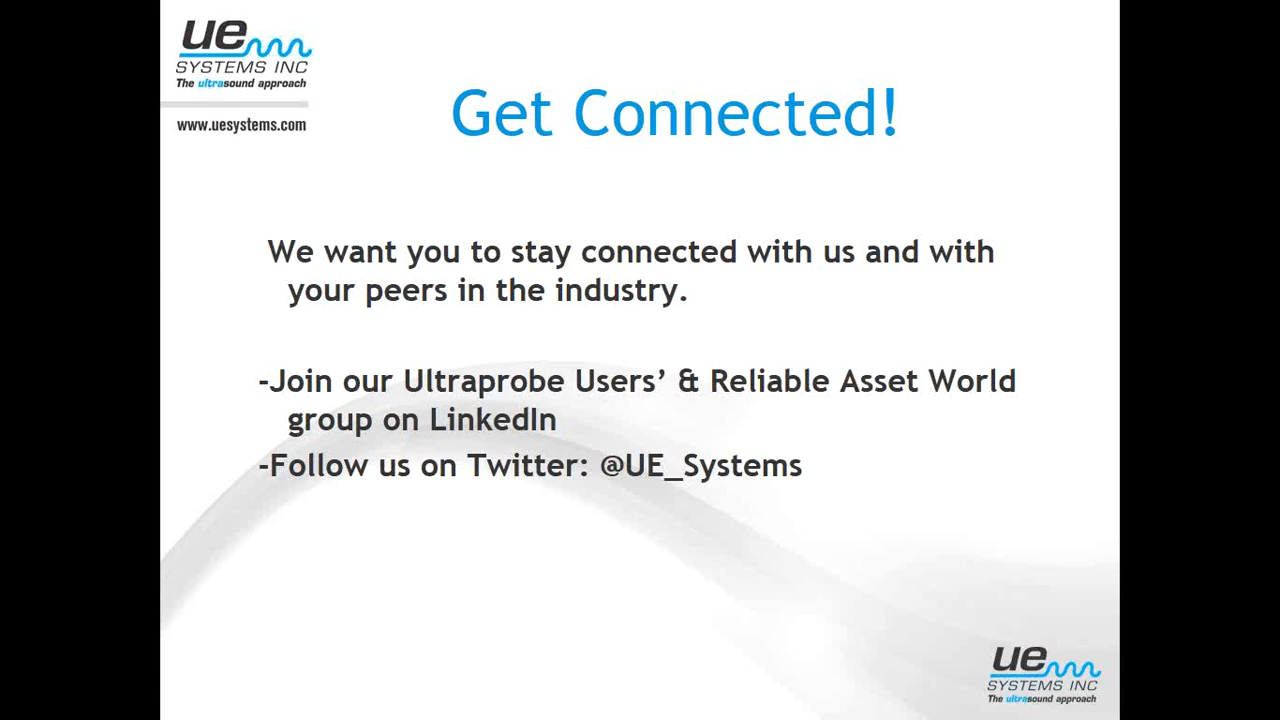 ue
SYSTEMS INC
The ultrasound approach
www.uesystems.com
Get Connected!
We want you to stay connected with us and with
your peers in the industry.
-Join our Ultraprobe Users’ & Reliable Asset World
group on LinkedIn
-Follow us on Twitter: @UE_Systems
ue
SYSTEMS INC
The ultrasound approach